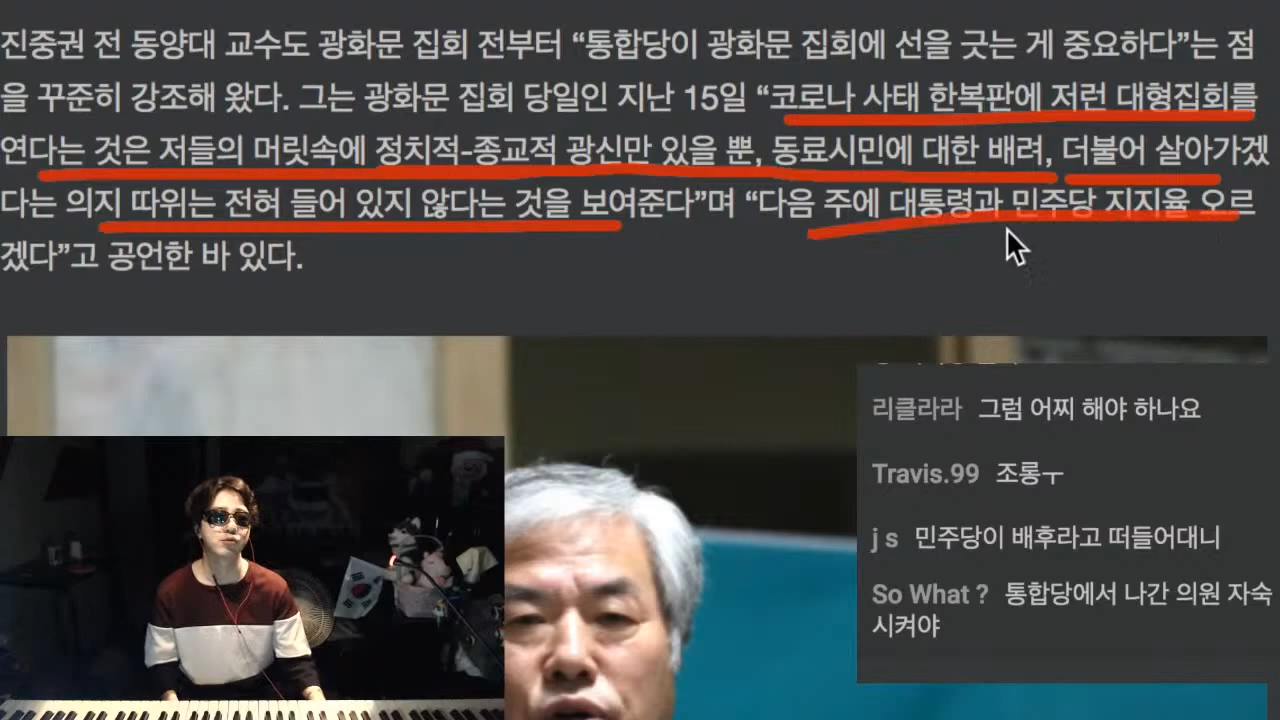 진중권 전 동양대 교수도 광화문 집회 전부터 “통합당이 광화문 집회에 선을 긋는 게 중요하다”는 점
을 꾸준히 강조해 왔다. 그는 광화문 집회 당일인 지난 15일 “코로나 사태 한복판에 저런 대형집회를
연다는 것은 저들의 머릿속에 정치적-종교적 광신만 있을 뿐, 동료시민에 대한 배려, 더불어 살아가겠
다는 의지 따위는 전혀 들어 있지 않다는 것을 보여준다”며 “다음 주에 대통령과 민주당 지지율 오르
겠다”고 공언한 바 있다.
리클라라 그럼 어찌 해야 하나요
Travis.99 조롱ㅜ
j s 민주당이 배후라고 떠들어대니
So What ? 통합당에서 나간 의원 자숙
시켜야